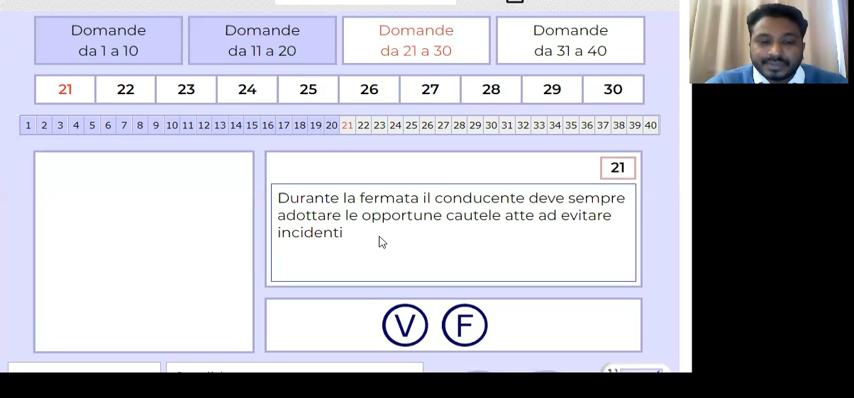 Domande
da 1 a 10
Domande
da 11 a 20
Domande
da 21 a 30
Domande
da 31 a 40
21 22 23 24 25 26 27 28 29 30
1 2 3 4 5 6 7 8 9 10 11 12 13 14 15 16 17 18 19 20 21 22 23 24 25 26 27 28 29 30 31 32 33 34 35 36 37 38 39 40
21
Durante la fermata il conducente deve sempre
adottare le opportune cautele atte ad evitare
incidenti
V F